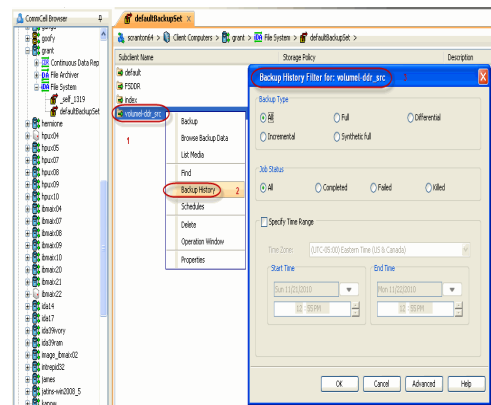 CommCell Browser
goofy
grant
Continuous Data Rep
File Archiver
File System
_self_1319
defaultBackupSet
hermione
hpux04
hpux05
hpux07
hpux08
hpux09
hpux10
ibmaix04
ibmaix07
ibmaix08
ibmaix09
ibmaix10
ibmaix20
ibmaix21
ibmaix22
ida14
ida17
ida39ivory
ida39ram
image_ibmaix02
intrepid32
james
jatins-win2008_5
defaultBackupSet
scranton64 > Client Computers > grant > File System > defaultBackupSet >
Subclient Name
Storage Policy
Description
default
FSDDR
index
volumel-ddr_src
1
Backup
Browse Backup Data
List Media
Find
Backup History 2
Schedules
Delete
Operation Window
Properties
Backup History Filter for: volumel-ddr_src 3
Backup Type
All
Full
Differential
Incremental
Synthetic full
Job Status
All
Completed
Failed
Killed
Specify Time Range
Time Zone: (UTC-05:00) Eastern Time (US & Canada)
Start Time
End Time
Sun 11/21/2010
Mon 11/22/2010
12 : 55 PM
12 : 55 PM
OK
Cancel
Advanced
Help